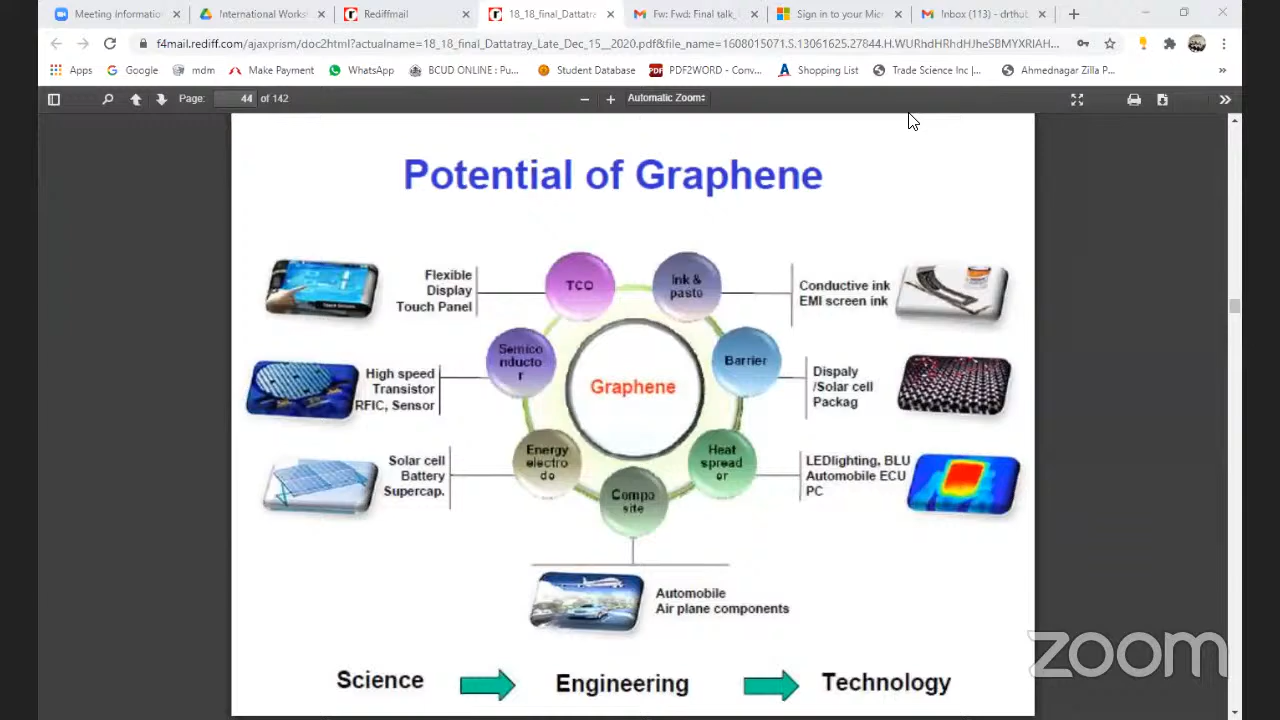 Meeting Information
International Works
Rediffmail
18_18_final_Dattatra
Fw: Fwd: Final talk_
Sign in to your Micr
Inbox (113) - drthub
f4mail.rediff.com/ajaxprism/doc2html?actualname=18_18_final_Dattatray_Late_Dec_15__2020.pdf&file_name=1608015071.S.13061625.27844.H.WURhdHRhdHJheSBMYXRIAH...
Apps
Google
mdm
Make Payment
WhatsApp
BCUD ONLINE : Pu...
Student Database
PDF2WORD - Conv...
Shopping List
Trade Science Inc |...
Ahmednagar Zilla P...
Page: 44 of 142
Automatic Zoom
Potential of Graphene
Flexible
Display
Touch Panel
TCO
Ink &
paste
Conductive ink
EMI screen ink
High speed
Transistor
RFIC, Sensor
Semico
nducto
r
Graphene
Barrier
Dispaly
/Solar cell
Packag
Solar cell
Battery
Supercap.
Energy
electro
de
Compo
site
Heat
spread
er
LEDlighting, BLU
Automobile ECU
PC
Automobile
Air plane components
Science
Engineering
Technology
zoom